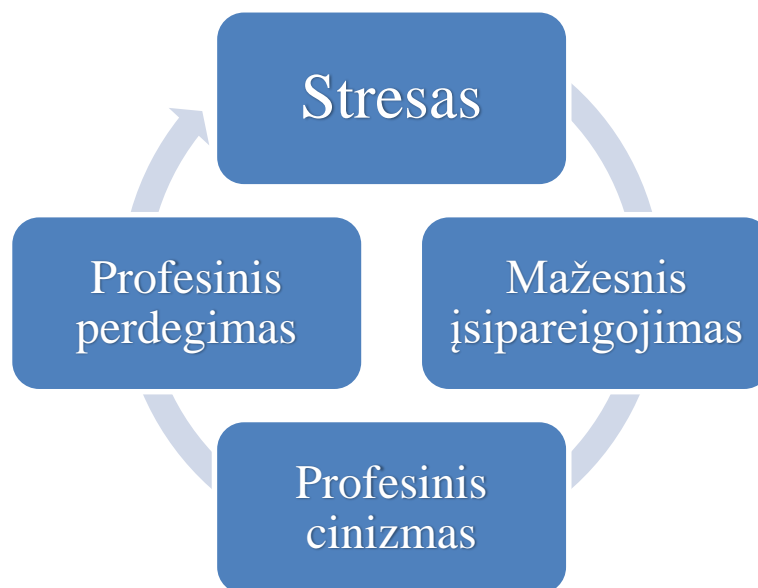 Stresas
Mažesnis
įsipareigojimas
Profesinis
cinizmas
Profesinis
perdegimas